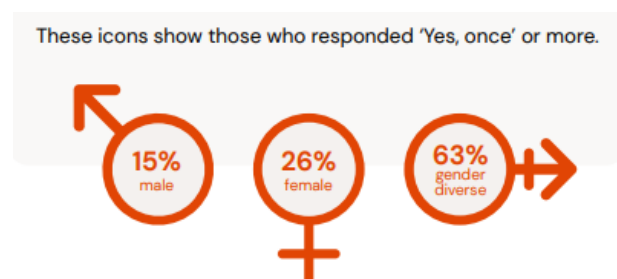 These icons show those who responded ‘Yes, once’ or more.
15%
male
26%
female
63%
gender
diverse